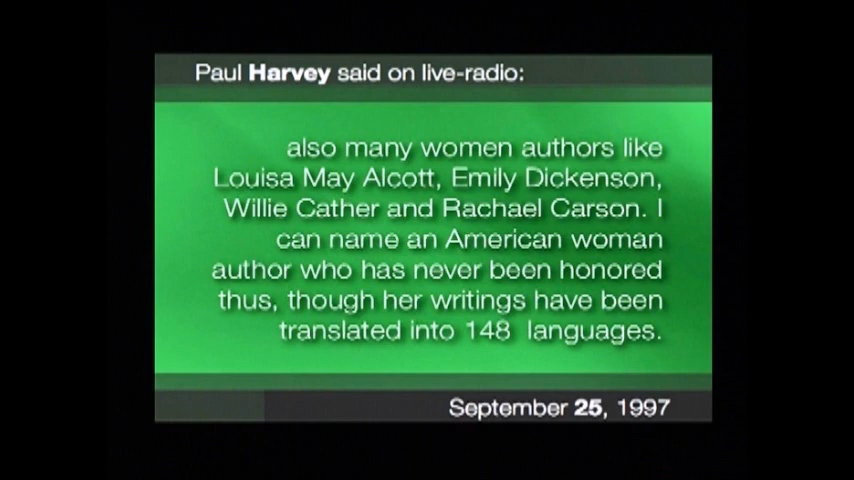 Paul Harvey said on live-radio:
also many women authors like
Louisa May Alcott, Emily Dickenson,
Willie Cather and Rachael Carson. I
can name an American woman
author who has never been honored
thus, though her writings have been
translated into 148 languages.
September 25, 1997